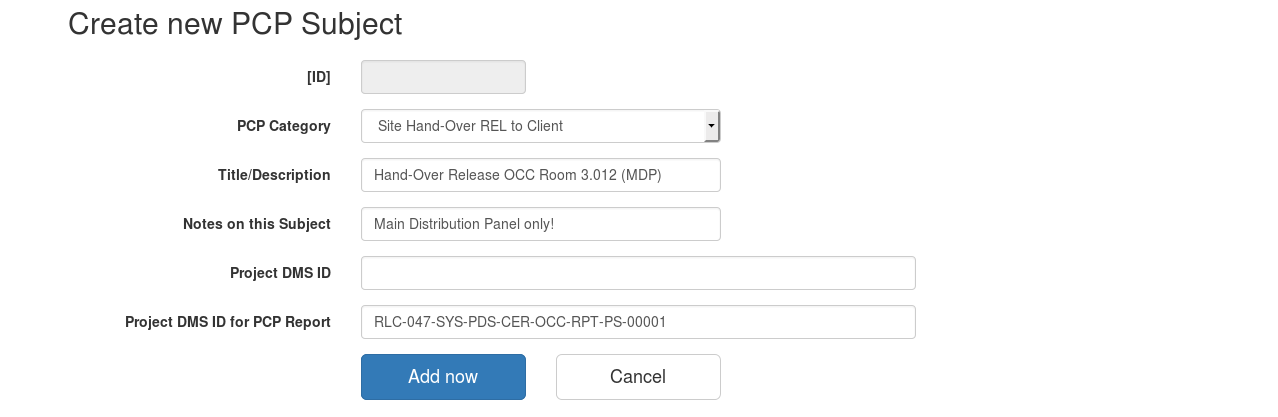 Create new PCP Subject
[ID]
PCP Category Site Hand-Over REL to Client
Title/Description Hand-Over Release OCC Room 3.012 (MDP)
Notes on this Subject Main Distribution Panel only!
Project DMS ID
Project DMS ID for PCP Report RLC-047-SYS-PDS-CER-OCC-RPT-PS-00001
Add now Cancel